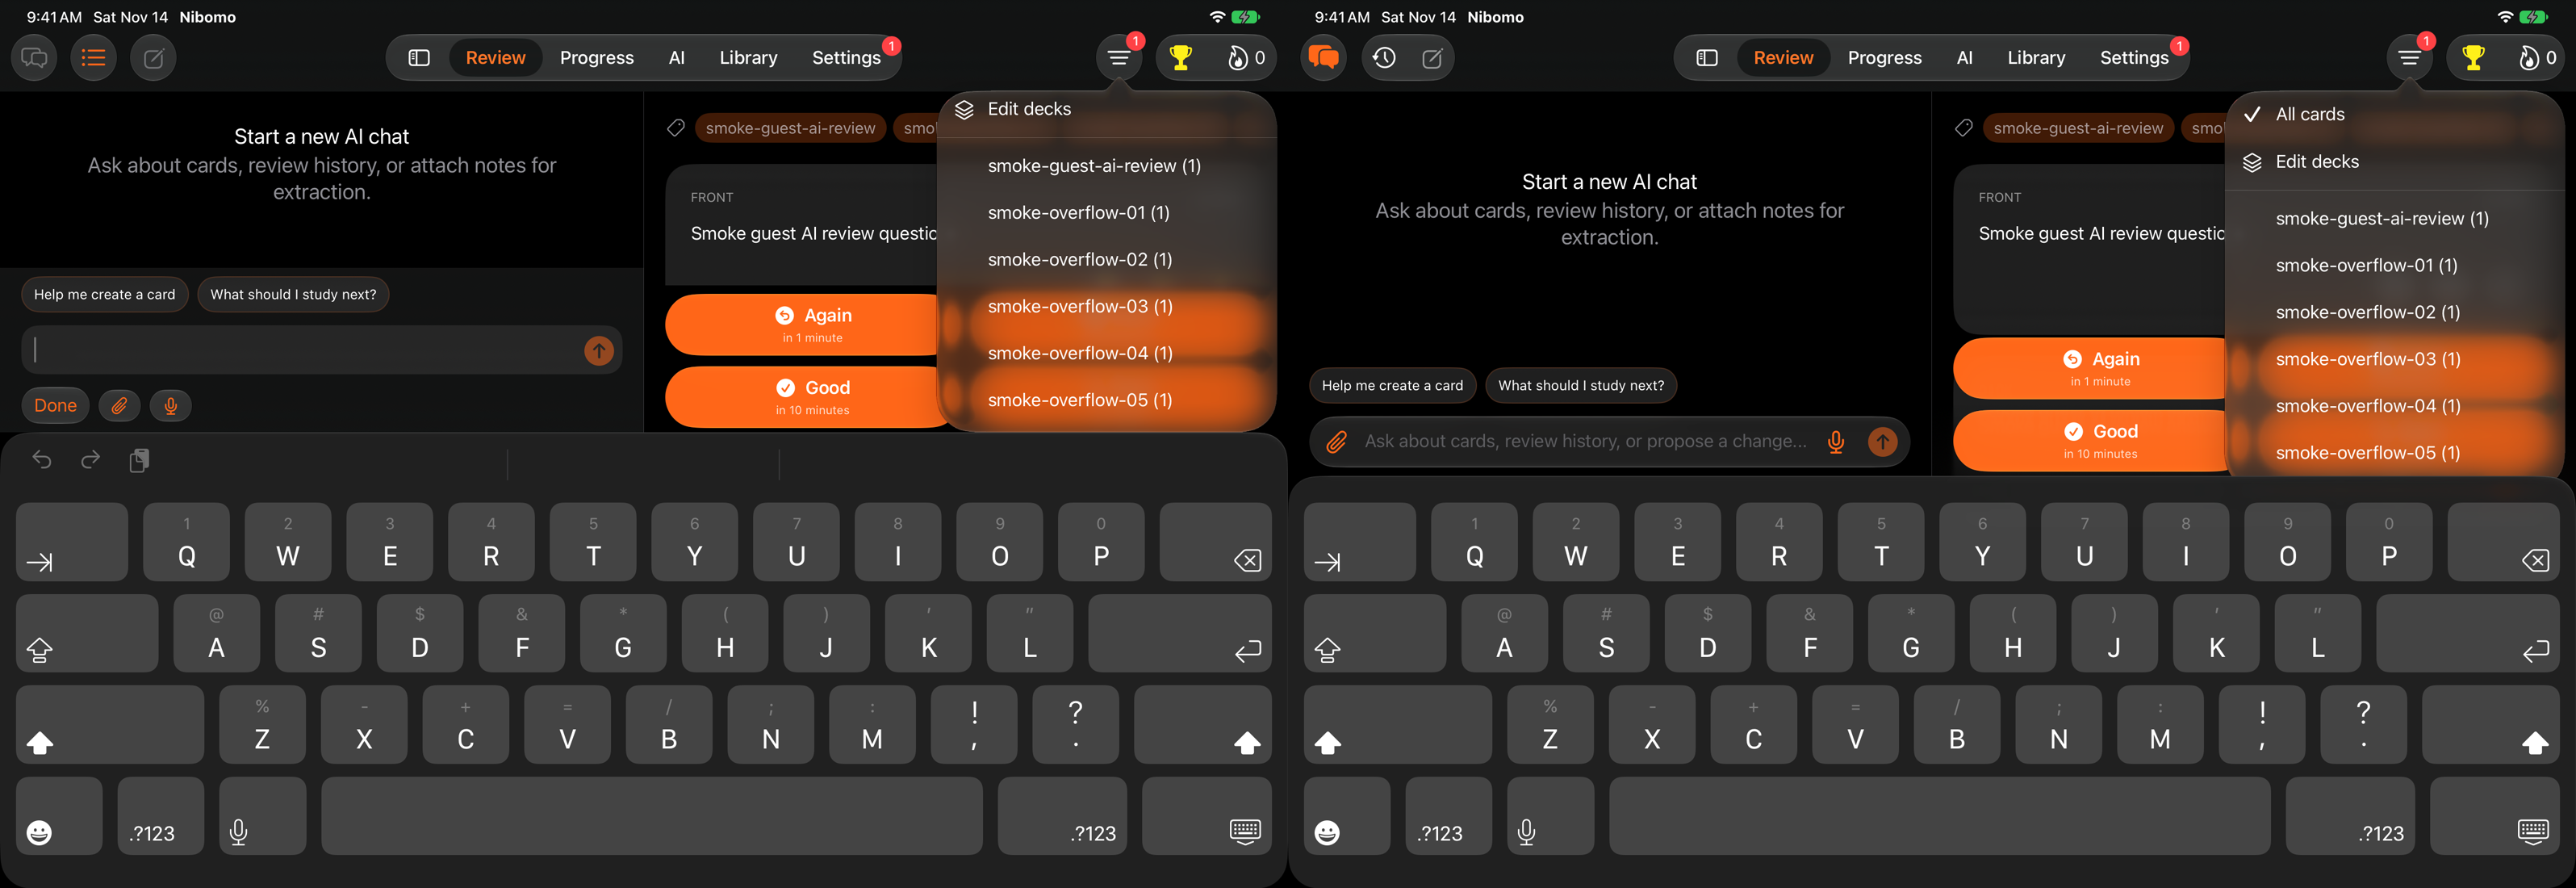 9:41 AM Sat Nov 14 Nibomo
Review Progress AI Library Settings 1
1
0
Start a new AI chat
Ask about cards, review history, or attach notes for
extraction.
Help me create a card What should I study next?
Done
smoke-guest-ai-review smo
FRONT
Smoke guest AI review questio
Again
in 1 minute
Good
in 10 minutes
Edit decks
smoke-guest-ai-review (1)
smoke-overflow-01 (1)
smoke-overflow-02 (1)
smoke-overflow-03 (1)
smoke-overflow-04 (1)
smoke-overflow-05 (1)
1 2 3 4 5 6 7 8 9 0
Q W E R T Y U I O P
@ # $ & * ( ) ' "
A S D F G H J K L
% - + = / ; : ! ?
Z X C V B N M , .
.?123 .?123
9:41 AM Sat Nov 14 Nibomo
Review Progress AI Library Settings 1
1
0
Start a new AI chat
Ask about cards, review history, or attach notes for
extraction.
Help me create a card What should I study next?
Ask about cards, review history, or propose a change...
smoke-guest-ai-review smo
FRONT
Smoke guest AI review questio
Again
in 1 minute
Good
in 10 minutes
All cards
Edit decks
smoke-guest-ai-review (1)
smoke-overflow-01 (1)
smoke-overflow-02 (1)
smoke-overflow-03 (1)
smoke-overflow-04 (1)
smoke-overflow-05 (1)
1 2 3 4 5 6 7 8 9 0
Q W E R T Y U I O P
@ # $ & * ( ) ' "
A S D F G H J K L
% - + = / ; : ! ?
Z X C V B N M , .
.?123 .?123